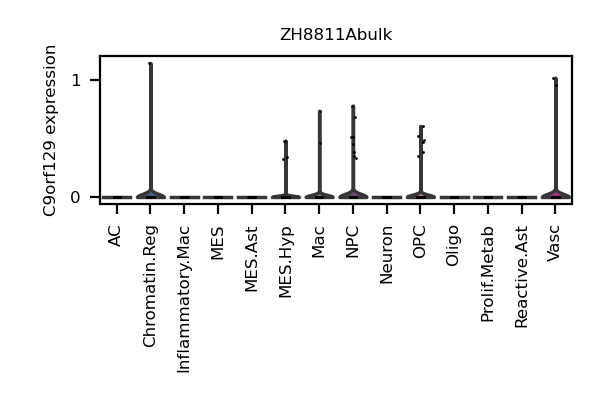 ZH8811Abulk
C9orf129 expression
1
0
AC
Chromatin.Reg
Inflammatory.Mac
MES
MES.Ast
MES.Hyp
Mac
NPC
Neuron
OPC
Oligo
Prolif.Metab
Reactive.Ast
Vasc